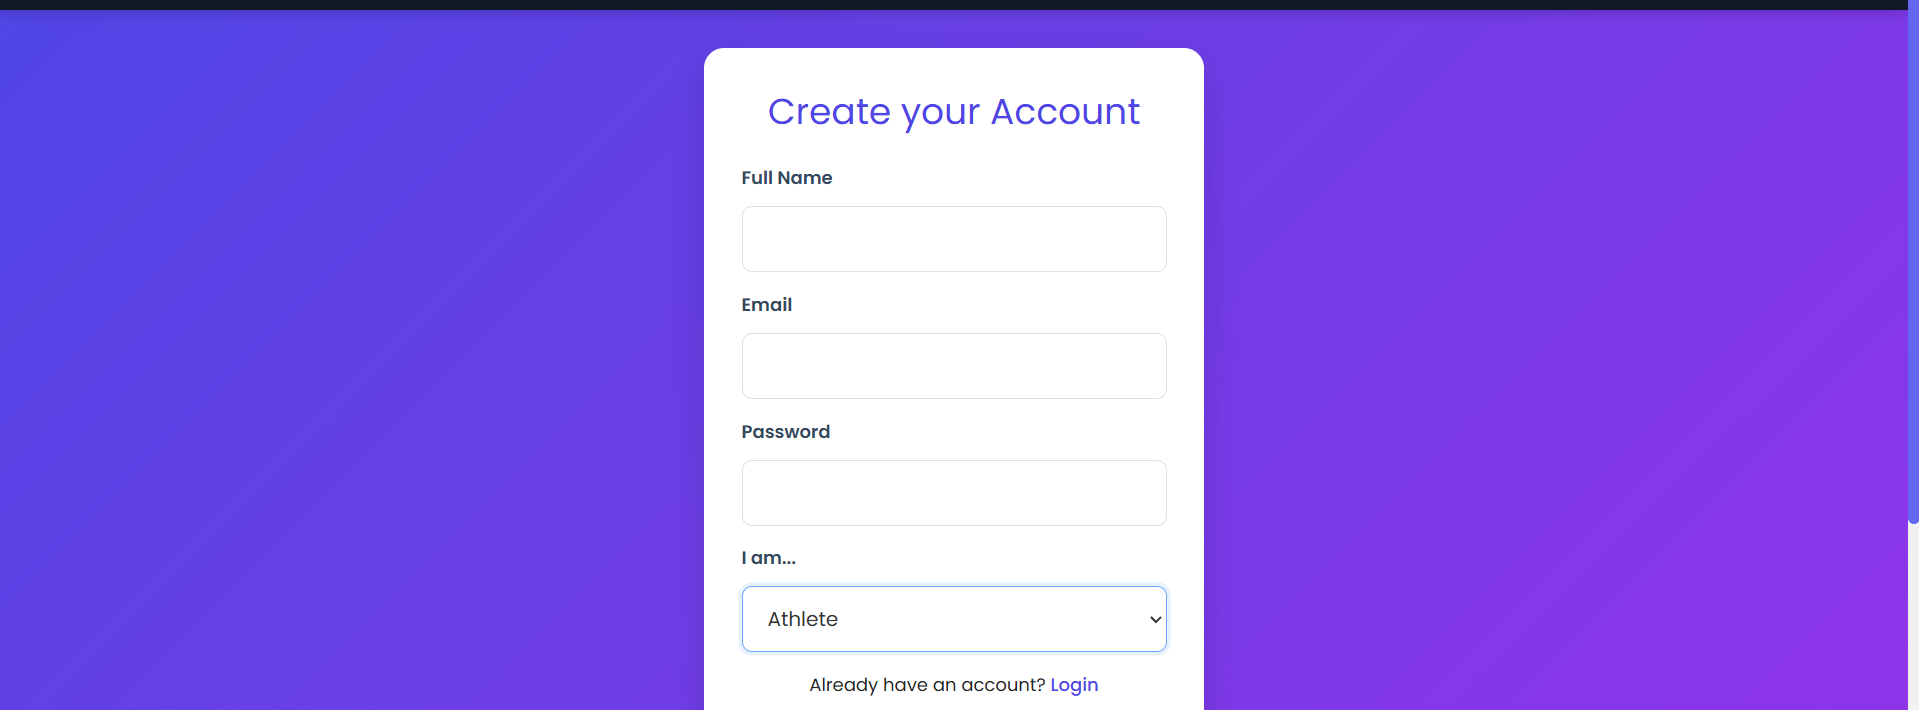 Create your Account
Full Name
Email
Password
I am...
Athlete
Already have an account? Login